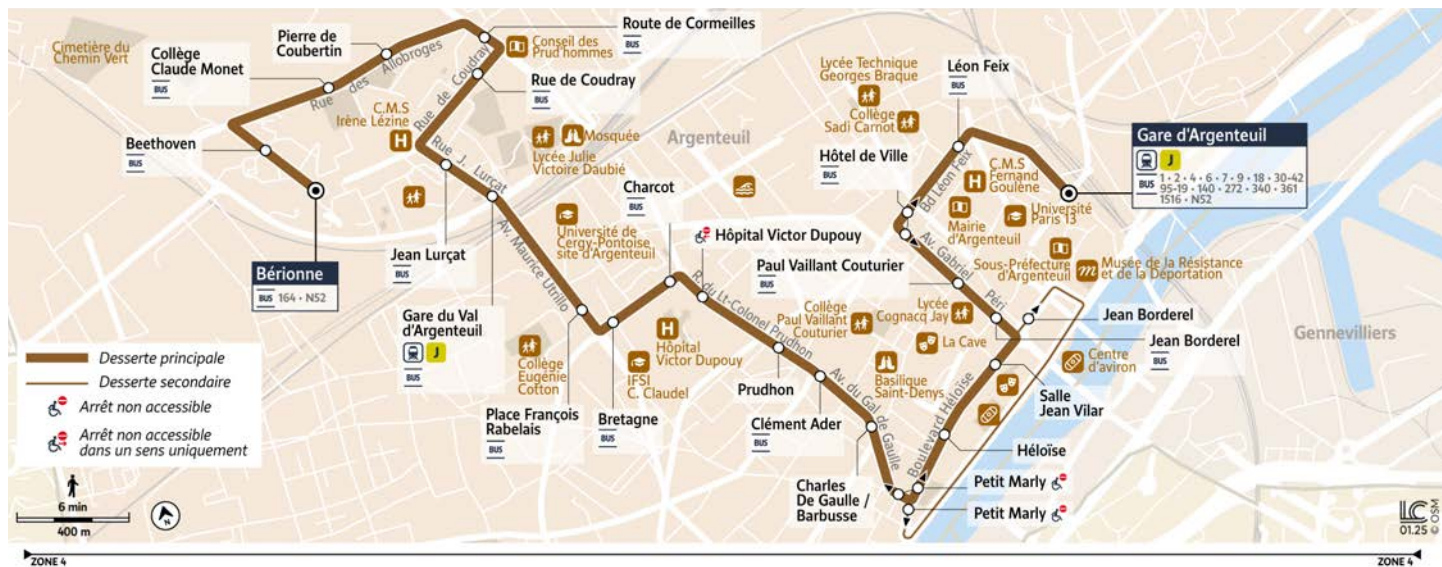 Cimetière du
Chemin Vert
Collège
Claude Monet
BUS
Pierre de
Coubertin
BUS
Route de Cormeilles
BUS
Conseil des
Prud'hommes
Rue de Coudray
BUS
Rue des Allobroges
Rue de Coudray
C.M.S
Irène Lézine
Beethoven
BUS
Rue J. Lurçat
Lycée Julie
Victoire Daubié
Mosquée
Argenteuil
Lycée Technique
Georges Braque
Collège
Sadi Carnot
Léon Feix
BUS
Gare d'Argenteuil
J
BUS
1 • 2 • 4 • 6 • 7 • 9 • 18 • 30-42
95-19 • 140 • 272 • 340 • 361
1516 • N52
Hôtel de Ville
BUS
Bd Léon Feix
C.M.S
Fernand
Goulène
Mairie
d'Argenteuil
Université
Paris 13
Sous-Préfecture
d'Argenteuil
m
Musée de la Résistance
et de la Déportation
Bérionne
BUS 164 • N52
Jean Lurçat
BUS
Av. Maurice Utrillo
Université de
Cergy-Pontoise
site d'Argenteuil
Charcot
BUS
Hôpital Victor Dupouy
Paul Vaillant Couturier
BUS
Av. Gabriel Péri
Gare du Val
d'Argenteuil
J
BUS
R. du Lt-Colonel Prudhon
Collège
Paul Vaillant
Couturier
Lycée
Cognacq Jay
La Cave
Jean Borderel
Jean Borderel
BUS
Gennevilliers
Collège
Eugénie
Cotton
Hôpital
Victor Dupouy
IFSI
C. Claudel
Basilique
Saint-Denys
Centre
d'aviron
Place François
Rabelais
BUS
Bretagne
BUS
Prudhon
Clément Ader
BUS
Av. du Gal de Gaulle
Boulevard Héloïse
Salle
Jean Vilar
Héloïse
Charles
De Gaulle /
Barbusse
Petit Marly
Petit Marly
Desserte principale
Desserte secondaire
Arrêt non accessible
Arrêt non accessible
dans un sens uniquement
6 min
400 m
N
LC
01.25
© OSM
ZONE 4
ZONE 4